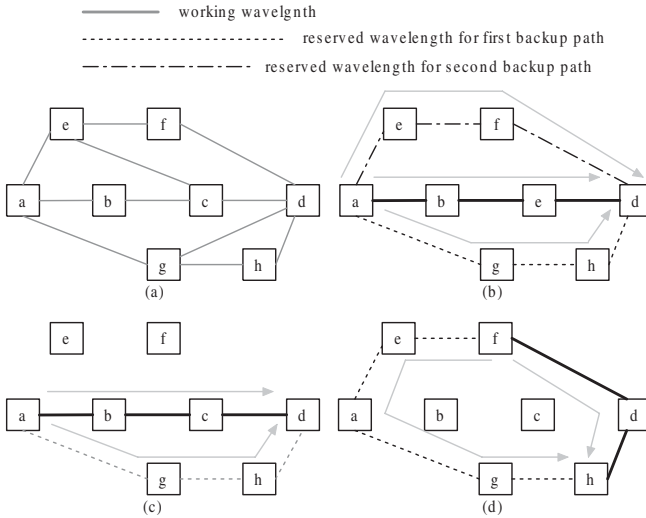 working wavelgnth
reserved wavelength for first backup path
reserved wavelength for second backup path
e f
a b c d
g h
(a)
e f
a b e d
g h
(b)
e f
a b c d
g h
(c)
e f
a b c d
g h
(d)